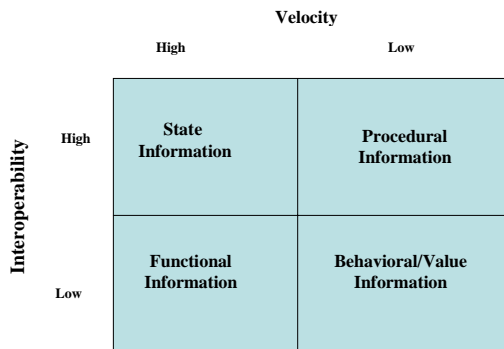 Velocity
High
Low
Interoperability
High
State
Information
Procedural
Information
Low
Functional
Information
Behavioral/Value
Information